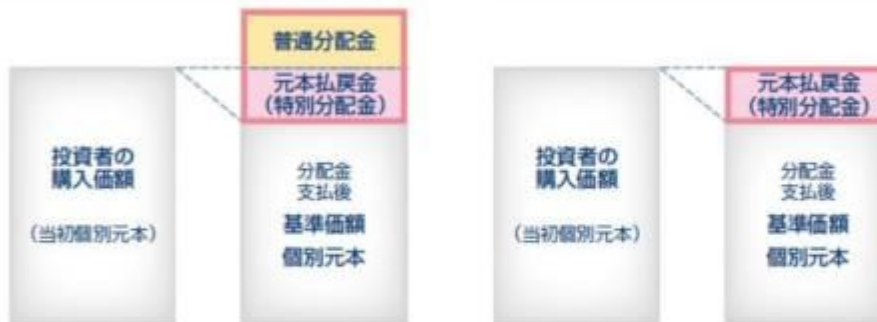 普通分配金
元本払戻金
(特別分配金)
投資者の
購入価額
(当初個別元本)
分配金
支払後
基準価額
個別元本
元本払戻金
(特別分配金)
投資者の
購入価額
(当初個別元本)
分配金
支払後
基準価額
個別元本